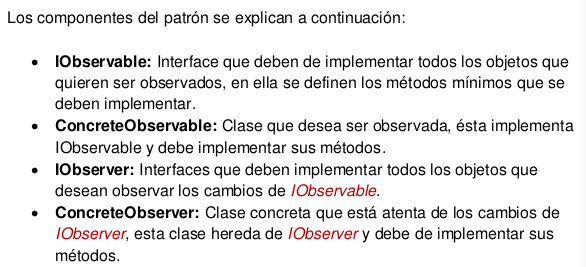 Los componentes del patrón se explican a continuación:
• IObservable: Interface que deben de implementar todos los objetos que
quieren ser observados, en ella se definen los métodos mínimos que se
deben implementar.
• ConcreteObservable: Clase que desea ser observada, ésta implementa
IObservable y debe implementar sus métodos.
• IObserver: Interfaces que deben implementar todos los objetos que
desean observar los cambios de IObservable.
• ConcreteObserver: Clase concreta que está atenta de los cambios de
IObserver, esta clase hereda de IObserver y debe de implementar sus
métodos.